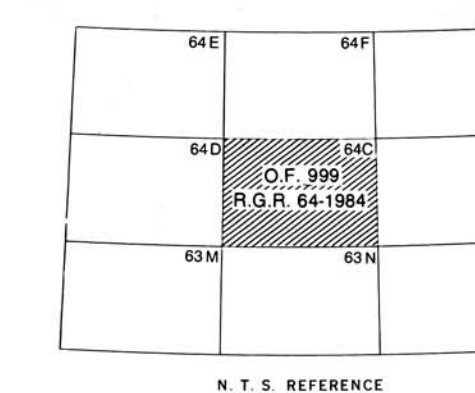 64E 64F
64D 64C
O.F. 999
R.G.R. 64-1984
63M 63N
N. T. S. REFERENCE